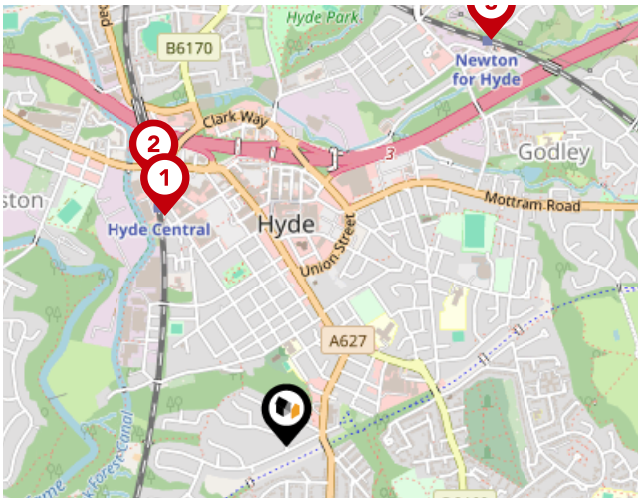 Hyde Park
B6170
Newton
for Hyde
Clark Way
2
3
Godley
1
Mottram Road
Hyde Central
Hyde
Union Street
A627